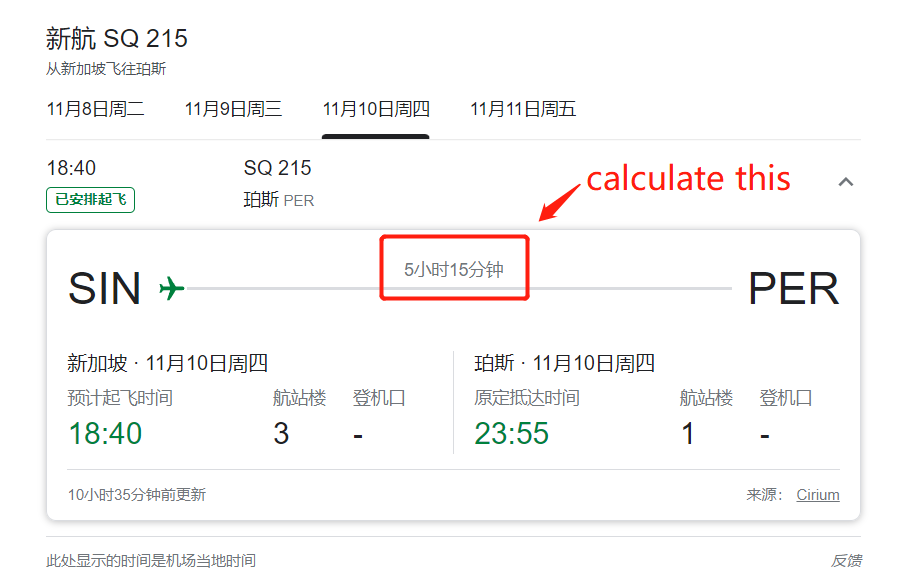 新航 SQ 215
从新加坡飞往珀斯
11月8日周二 11月9日周三 11月10日周四 11月11日周五
18:40 SQ 215
已安排起飞 珀斯 PER
calculate this
5小时15分钟
SIN PER
新加坡 · 11月10日周四 珀斯 · 11月10日周四
预计起飞时间 航站楼 登机口 原定抵达时间 航站楼 登机口
18:40 3 - 23:55 1 -
10小时35分钟前更新 来源： Cirium
此处显示的时间是机场当地时间 反馈